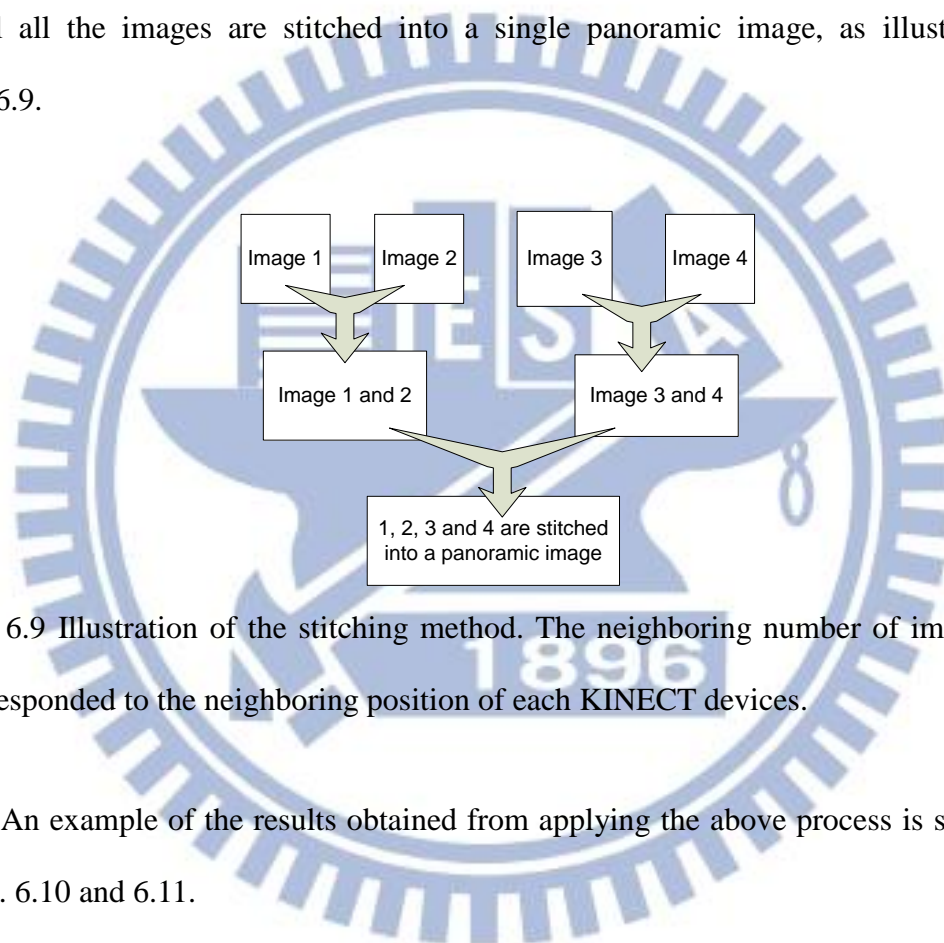 all the images are stitched into a single panoramic image, as illust
6.9.
Image 1 Image 2 Image 3 Image 4
Image 1 and 2 Image 3 and 4
1, 2, 3 and 4 are stitched
into a panoramic image
6.9 Illustration of the stitching method. The neighboring number of im
esponded to the neighboring position of each KINECT devices.
An example of the results obtained from applying the above process is s
. 6.10 and 6.11.
E S A
1896